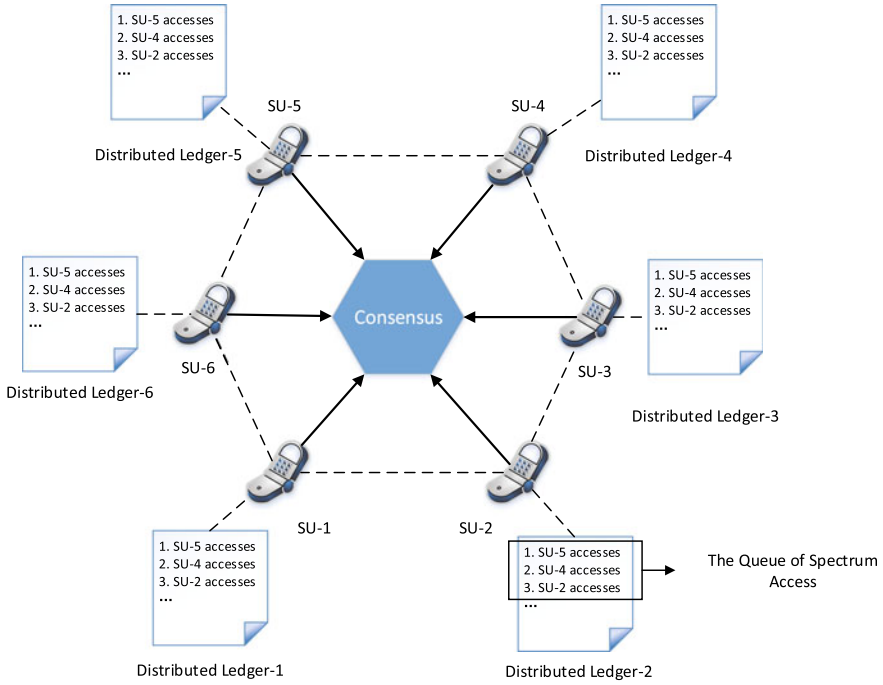 1. SU-5 accesses
2. SU-4 accesses
3. SU-2 accesses
...
Distributed Ledger-5
SU-5
SU-4
1. SU-5 accesses
2. SU-4 accesses
3. SU-2 accesses
...
Distributed Ledger-4
1. SU-5 accesses
2. SU-4 accesses
3. SU-2 accesses
...
Distributed Ledger-6
SU-6
Consensus
SU-3
1. SU-5 accesses
2. SU-4 accesses
3. SU-2 accesses
...
Distributed Ledger-3
SU-1
SU-2
1. SU-5 accesses
2. SU-4 accesses
3. SU-2 accesses
...
Distributed Ledger-1
1. SU-5 accesses
2. SU-4 accesses
3. SU-2 accesses
...
Distributed Ledger-2
The Queue of Spectrum
Access